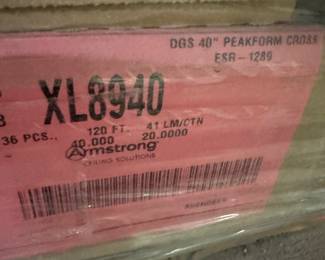 DGS 40" PEAKFORM CROSS
ESR-1289
XL8940
36 PCS., 120 FT. 41 LM/CTN
40.000 20.0000
Armstrong
CEILING SOLUTIONS